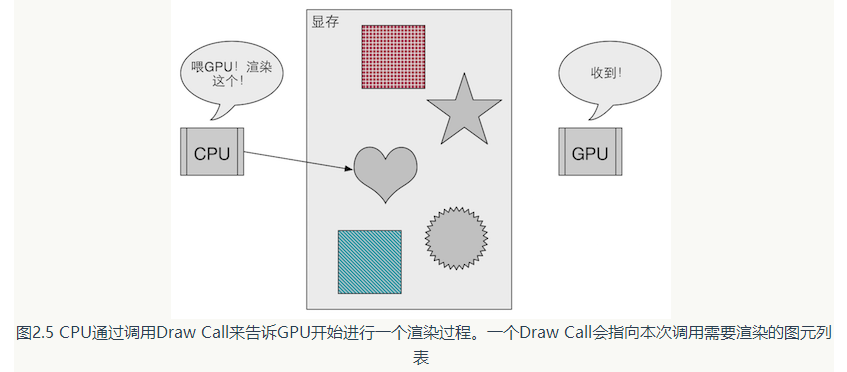 显存
喂GPU！渲染
这个！
收到！
CPU
GPU
图2.5 CPU通过调用Draw Call来告诉GPU开始进行一个渲染过程。一个Draw Call会指向本次调用需要渲染的图元列
表